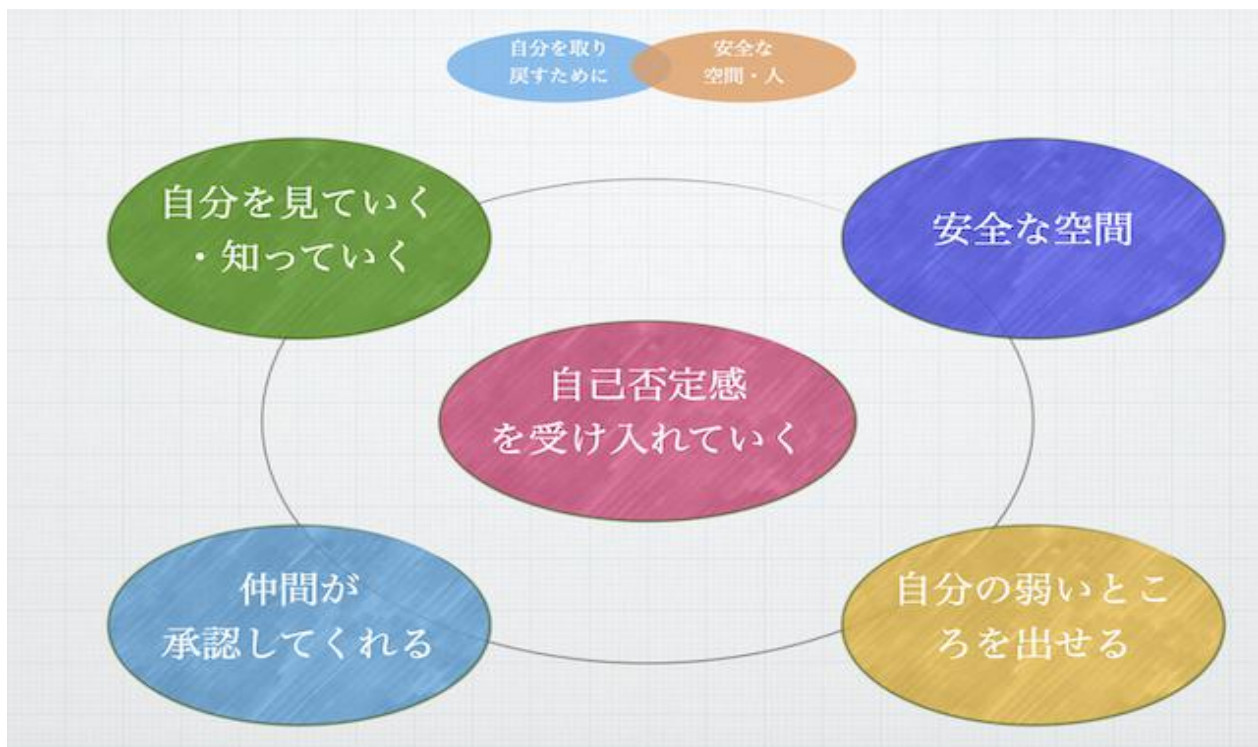 自分を取り
戻すために
安全な
空間・人
自分を見ていく
・知っていく
安全な空間
自己否定感
を受け入れていく
仲間が
承認してくれる
自分の弱いとこ
ろを出せる